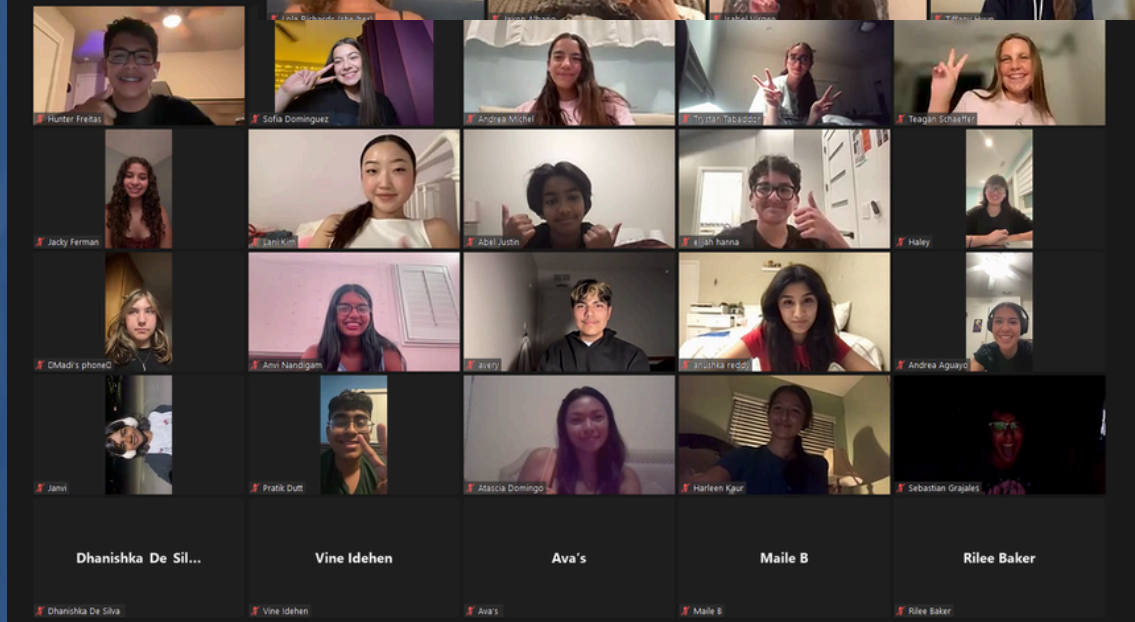 Hunter Freitas
Sofia Dominguez
Andrea Michel
Trystan Tabaddor
Teagan Schaeffer
Jacky Ferman
Lani Kim
Abel Justin
elijah hanna
Haley
Madi's phone
Anvi Nandigam
avery
anushka reddy
Andrea Aguayo
Janvi
Pratik Dutt
Atascia Domingo
Harleen Kaur
Sebastian Grajales
Dhanishka De Sil...
Vine Idehen
Ava's
Maile B
Rilee Baker
Dhanishka De Silva
Vine Idehen
Ava's
Maile B
Rilee Baker